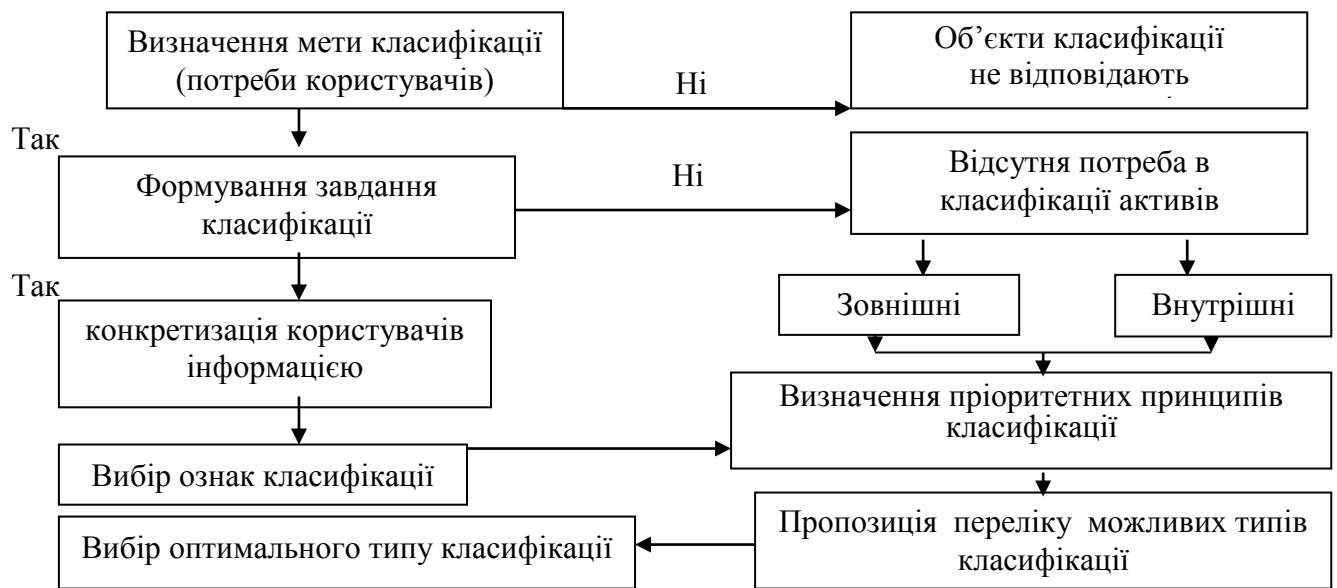 Визначення мети класифікації
(потреби користувачів)
Ні
Об’єкти класифікації
не відповідають
Так
Формування завдання
класифікації
Ні
Відсутня потреба в
класифікації активів
Так
Зовнішні
Внутрішні
конкретизація користувачів
інформацією
Визначення пріоритетних принципів
класифікації
Вибір ознак класифікації
Вибір оптимального типу класифікації
Пропозиція переліку можливих типів
класифікації